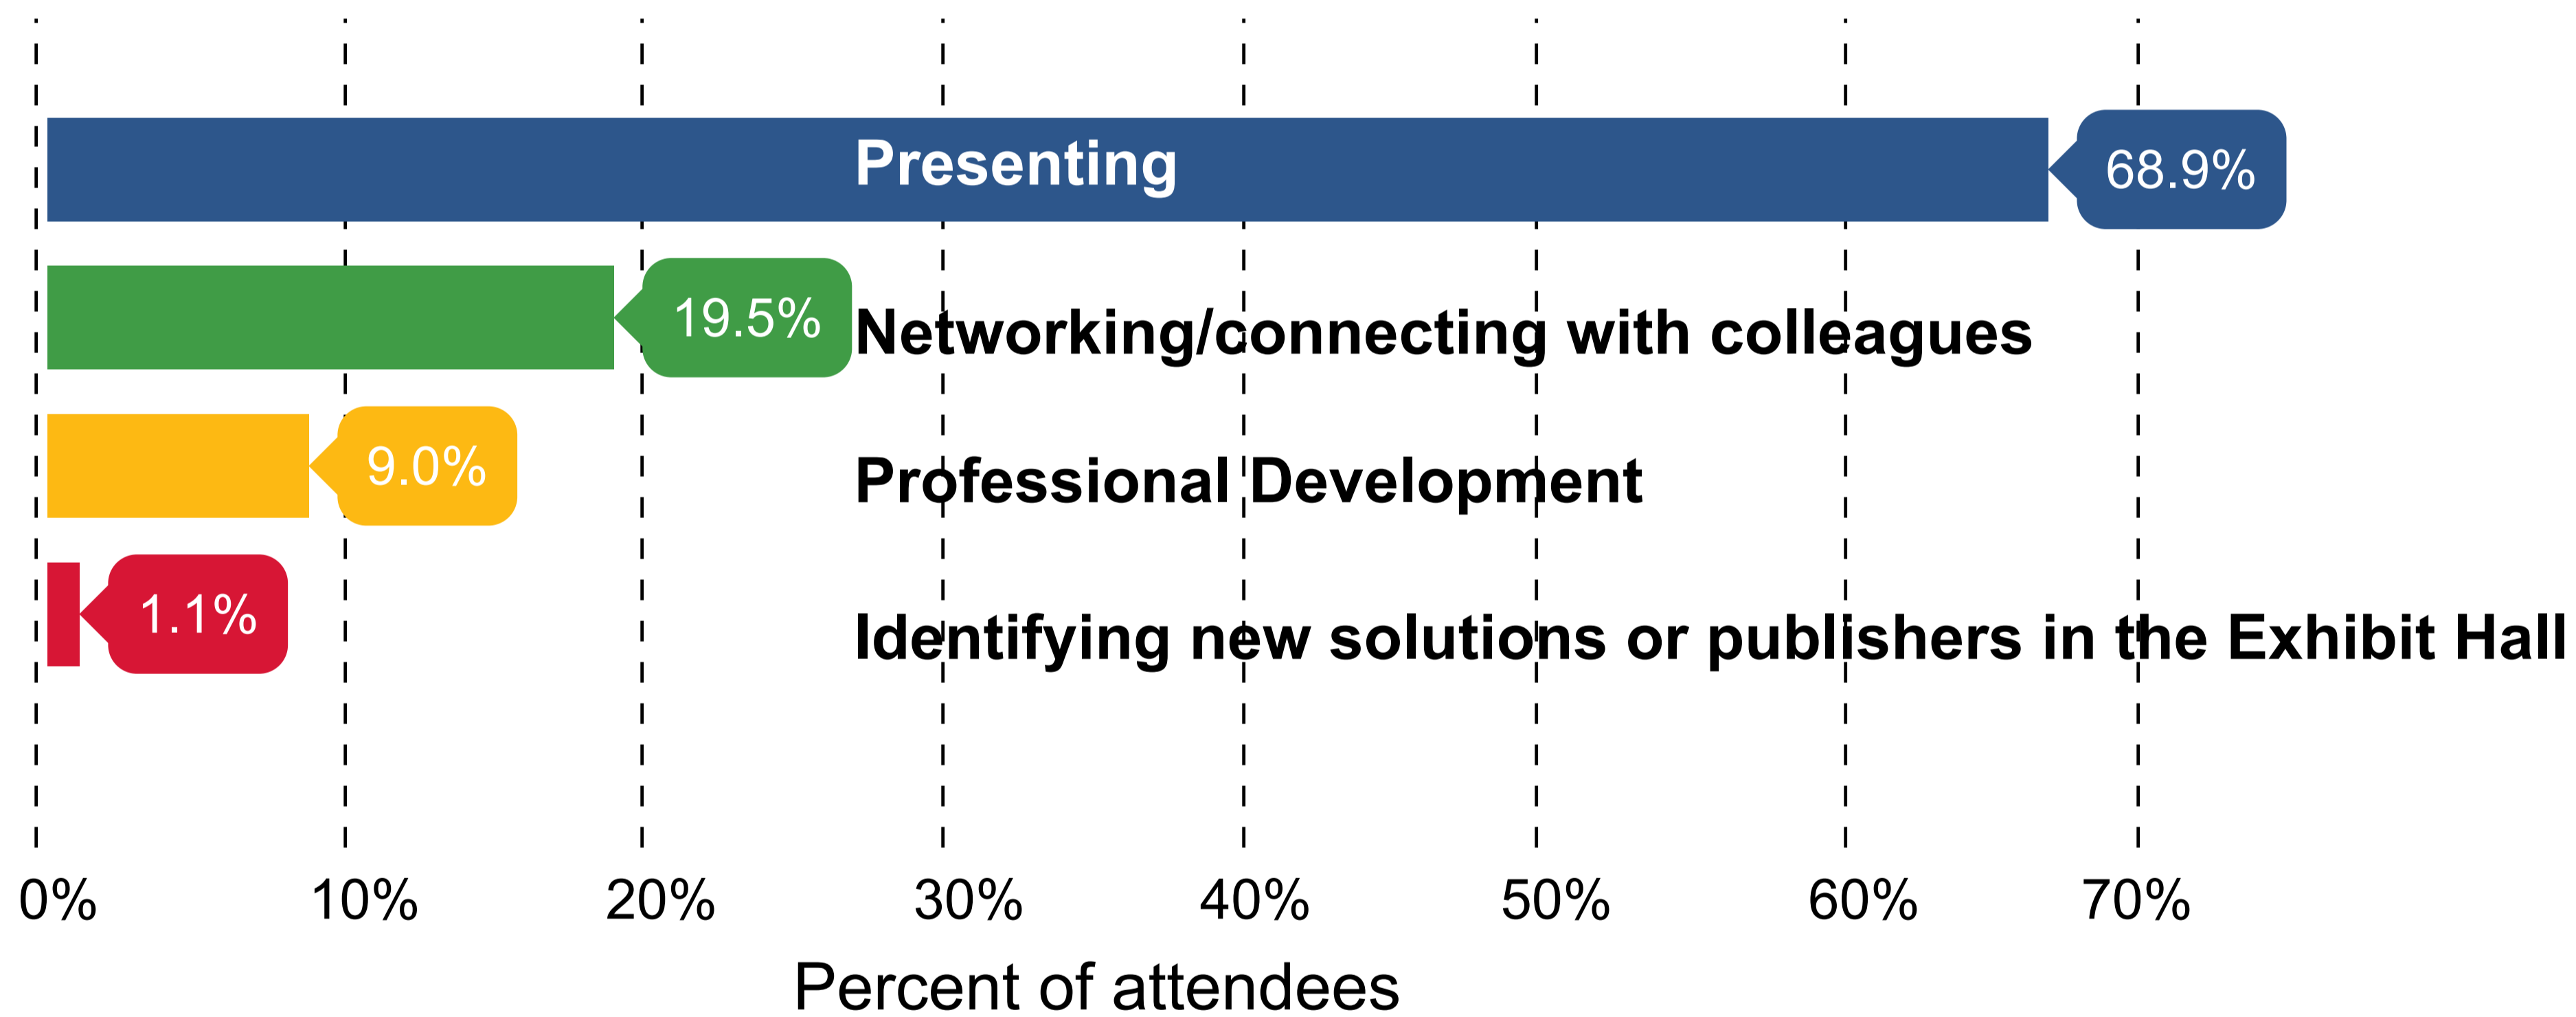 Presenting 68.9%
19.5% Networking/connecting with colleagues
9.0% Professional Development
1.1% Identifying new solutions or publishers in the Exhibit Hall
0% 10% 20% 30% 40% 50% 60% 70%
Percent of attendees